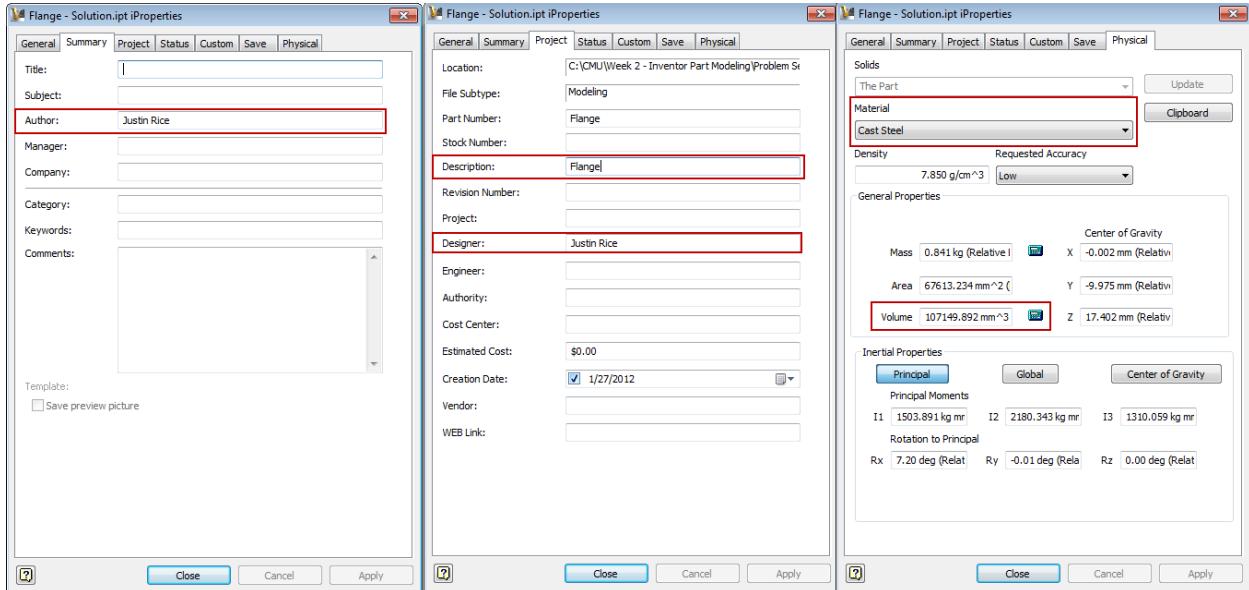 Flange - Solution.ipt iProperties
General Summary Project Status Custom Save Physical
Title:
Subject:
Author: Justin Rice
Manager:
Company:
Category:
Keywords:
Comments:
Template:
Save preview picture
Close Cancel Apply
Flange - Solution.ipt iProperties
General Summary Project Status Custom Save Physical
Location: C:\CMU\Week 2 - Inventor Part Modeling\Problem Se
File Subtype: Modeling
Part Number: Flange
Stock Number:
Description: Flange
Revision Number:
Project:
Designer: Justin Rice
Engineer:
Authority:
Cost Center:
Estimated Cost: $0.00
Creation Date: 1/27/2012
Vendor:
WEB Link:
Close Cancel Apply
Flange - Solution.ipt iProperties
General Summary Project Status Custom Save Physical
Solids
The Part Update
Material Clipboard
Cast Steel
Density Requested Accuracy
7.850 g/cm^3 Low
General Properties
Center of Gravity
Mass 0.841 kg (Relative I X -0.002 mm (Relativ
Area 67613.234 mm^2 ( Y -9.975 mm (Relativ
Volume 107149.892 mm^3 Z 17.402 mm (Relativ
Inertial Properties
Principal Global Center of Gravity
Principal Moments
I1 1503.891 kg mr I2 2180.343 kg mr I3 1310.059 kg mr
Rotation to Principal
Rx 7.20 deg (Relat Ry -0.01 deg (Rela Rz 0.00 deg (Relat
Close Cancel Apply